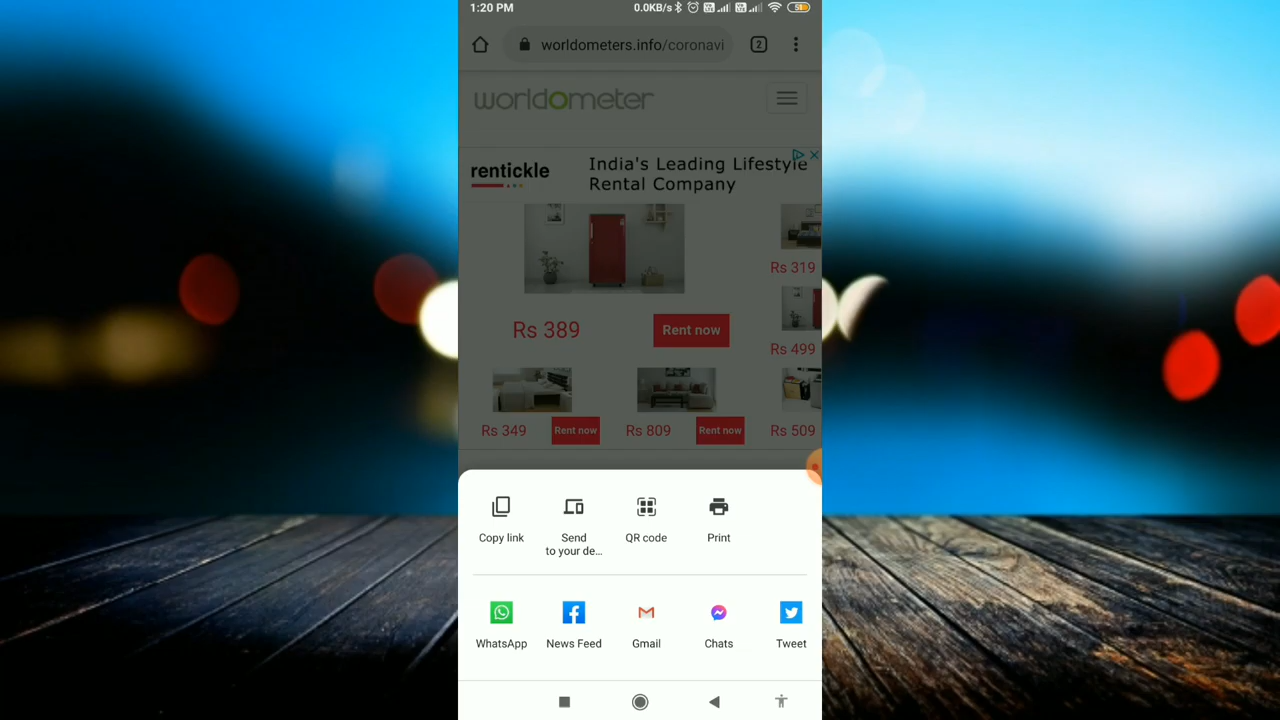 1:20 PM
0.0KB/s
51
worldometers.info/coronavi
2
worldometer
rentickle
India's Leading Lifestyle
Rental Company
Rs 319
Rs 389
Rent now
Rs 499
Rs 349
Rent now
Rs 809
Rent now
Rs 509
Copy link
Send
to your de...
QR code
Print
WhatsApp
News Feed
Gmail
Chats
Tweet